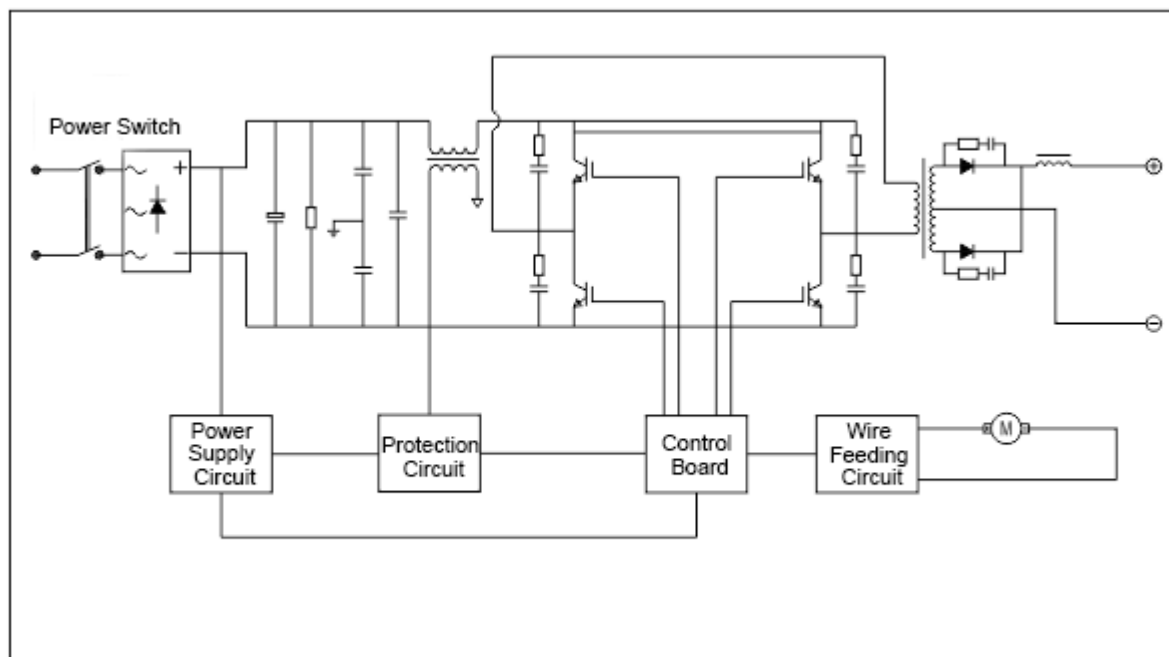 Power Switch
+
−
+
−
Power
Supply
Circuit
Protection
Circuit
Control
Board
Wire
Feeding
Circuit
M